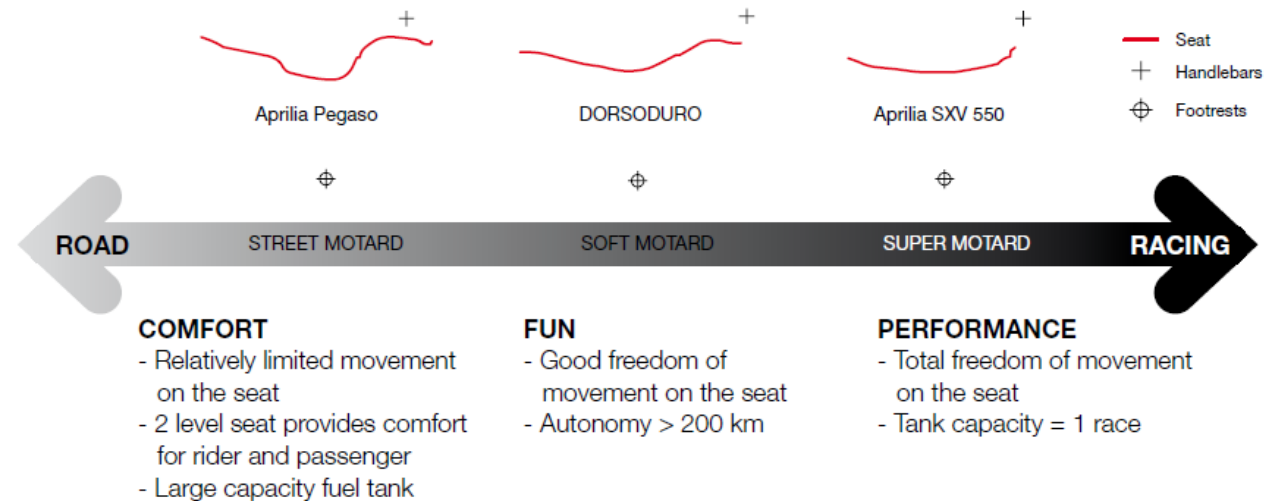 Seat
Handlebars
Footrests
Aprilia Pegaso
DORSODURO
Aprilia SXV 550
ROAD
STREET MOTARD
SOFT MOTARD
SUPER MOTARD
RACING
COMFORT
- Relatively limited movement
on the seat
- 2 level seat provides comfort
for rider and passenger
- Large capacity fuel tank
FUN
- Good freedom of
movement on the seat
- Autonomy > 200 km
PERFORMANCE
- Total freedom of movement
on the seat
- Tank capacity = 1 race